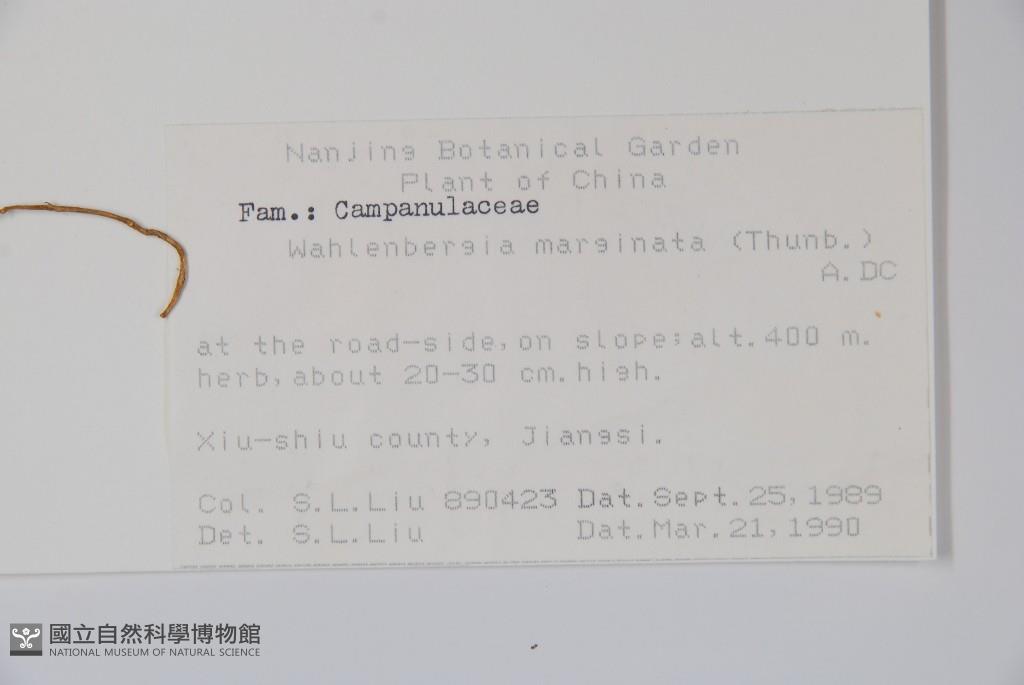 Nanjing Botanical Garden
Plant of China
Fam.: Campanulaceae
Wahlenbergia marginata (Thunb.)
A.DC
at the road-side,on slope;alt.400 m.
herb,about 20-30 cm.high.
Xiu-shiu county, Jiangsi.
Col. S.L.Liu 890423 Dat.Sept.25,1989
Det. S.L.Liu Dat.Mar.21,1990
國立自然科學博物館
NATIONAL MUSEUM OF NATURAL SCIENCE